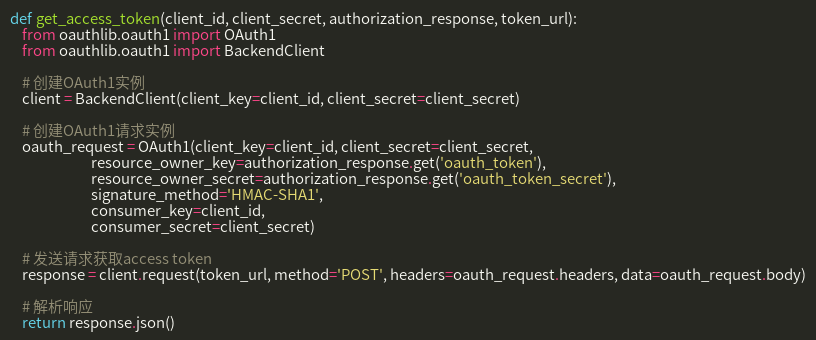 def get_access_token(client_id, client_secret, authorization_response, token_url):
from oauthlib.oauth1 import OAuth1
from oauthlib.oauth1 import BackendClient
# 创建OAuth1实例
client = BackendClient(client_key=client_id, client_secret=client_secret)
# 创建OAuth1请求实例
oauth_request = OAuth1(client_key=client_id, client_secret=client_secret,
resource_owner_key=authorization_response.get('oauth_token'),
resource_owner_secret=authorization_response.get('oauth_token_secret'),
signature_method='HMAC-SHA1',
consumer_key=client_id,
consumer_secret=client_secret)
# 发送请求获取access token
response = client.request(token_url, method='POST', headers=oauth_request.headers, data=oauth_request.body)
# 解析响应
return response.json()